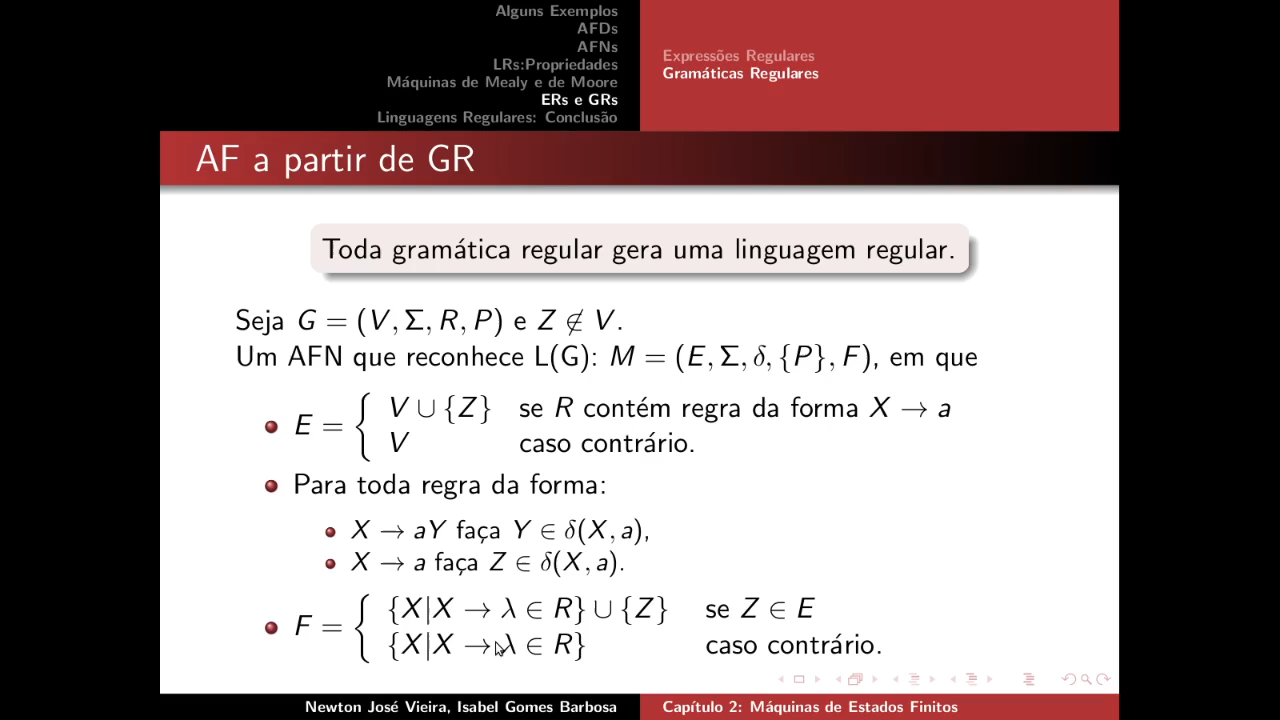 Alguns Exemplos
AFDs
AFNs
LRs:Propriedades
Máquinas de Mealy e de Moore
ERs e GRs
Linguagens Regulares: Conclusão
Expressões Regulares
Gramáticas Regulares
AF a partir de GR
Toda gramática regular gera uma linguagem regular.
Seja G = (V, Σ, R, P) e Z ∉ V.
Um AFN que reconhece L(G): M = (E, Σ, δ, {P}, F), em que
E = { V ∪ {Z} se R contém regra da forma X → a
V caso contrário.
Para toda regra da forma:
X → aY faça Y ∈ δ(X, a),
X → a faça Z ∈ δ(X, a).
F = { {X|X → λ ∈ R} ∪ {Z} se Z ∈ E
{X|X → λ ∈ R} caso contrário.
Newton José Vieira, Isabel Gomes Barbosa
Capítulo 2: Máquinas de Estados Finitos